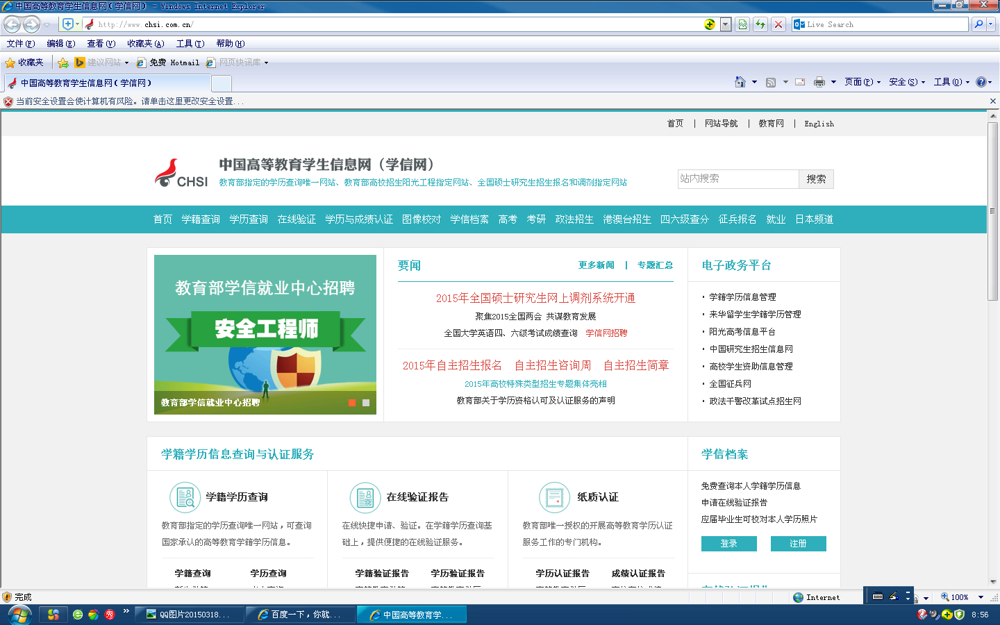 中国高等教育学生信息网（学信网） - Windows Internet Explorer
http://www.chsi.com.cn/
Live Search
文件(F) 编辑(E) 查看(V) 收藏夹(A) 工具(T) 帮助(H)
收藏夹 建议网站 免费 Hotmail 网页快讯库
中国高等教育学生信息网（学信网）
页面(P) 安全(S) 工具(O)
当前安全设置会使计算机有风险。请单击这里更改安全设置...
首页 | 网站导航 | 教育网 | English
CHSI
中国高等教育学生信息网（学信网）
教育部指定的学历查询唯一网站、教育部高校招生阳光工程指定网站、全国硕士研究生招生报名和调剂指定网站
站内搜索 搜索
首页 学籍查询 学历查询 在线验证 学历与成绩认证 图像校对 学信档案 高考 考研 政法招生 港澳台招生 四六级查分 征兵报名 就业 日本频道
教育部学信就业中心招聘
安全工程师
教育部学信就业中心招聘
要闻 更多新闻 | 专题汇总
2015年全国硕士研究生网上调剂系统开通
聚焦2015全国两会 共谋教育发展
全国大学英语四、六级考试成绩查询 学信网招聘
2015年自主招生报名 自主招生咨询周 自主招生简章
2015年高校特殊类型招生专题集体亮相
教育部关于学历资格认可及认证服务的声明
电子政务平台
· 学籍学历信息管理
· 来华留学生学籍学历管理
· 阳光高考信息平台
· 中国研究生招生信息网
· 高校学生资助信息管理
· 全国征兵网
· 政法干警改革试点招生网
学籍学历信息查询与认证服务
学籍学历查询
教育部指定的学历查询唯一网站，可查询
国家承认的高等教育学籍学历信息。
学籍查询 学历查询
在线验证报告
在线快捷申请、验证。在学籍学历查询基
础上，提供便捷的在线验证服务。
学籍验证报告 学历验证报告
纸质认证
教育部唯一授权的开展高等教育学历认证
服务工作的专门机构。
学历认证报告 成绩认证报告
学信档案
免费查询本人学籍学历信息
申请在线验证报告
应届毕业生可校对本人学历照片
登录 注册
完成
Internet
100%
QQ图片20150318...
百度一下，你就...
中国高等教育学...
8:56